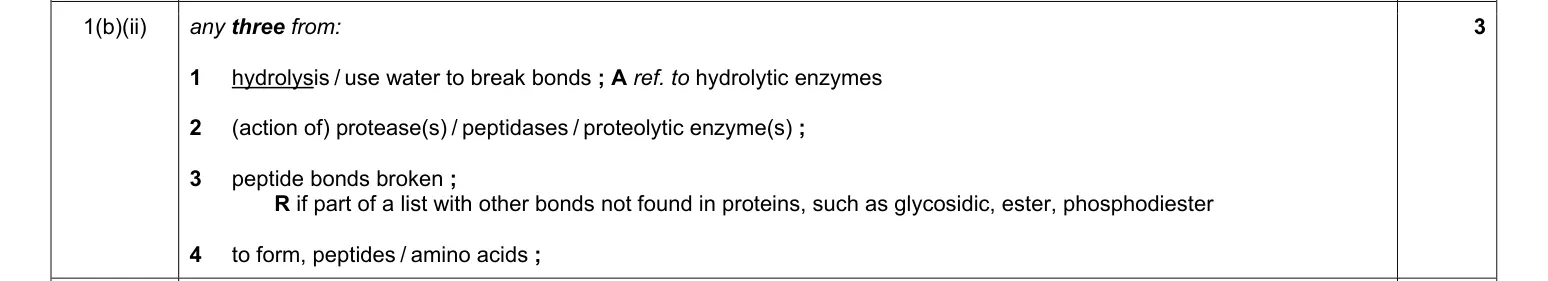 1(b)(ii) any three from: 3
1 hydrolysis / use water to break bonds ; A ref. to hydrolytic enzymes
2 (action of) protease(s) / peptidases / proteolytic enzyme(s) ;
3 peptide bonds broken ;
R if part of a list with other bonds not found in proteins, such as glycosidic, ester, phosphodiester
4 to form, peptides / amino acids ;